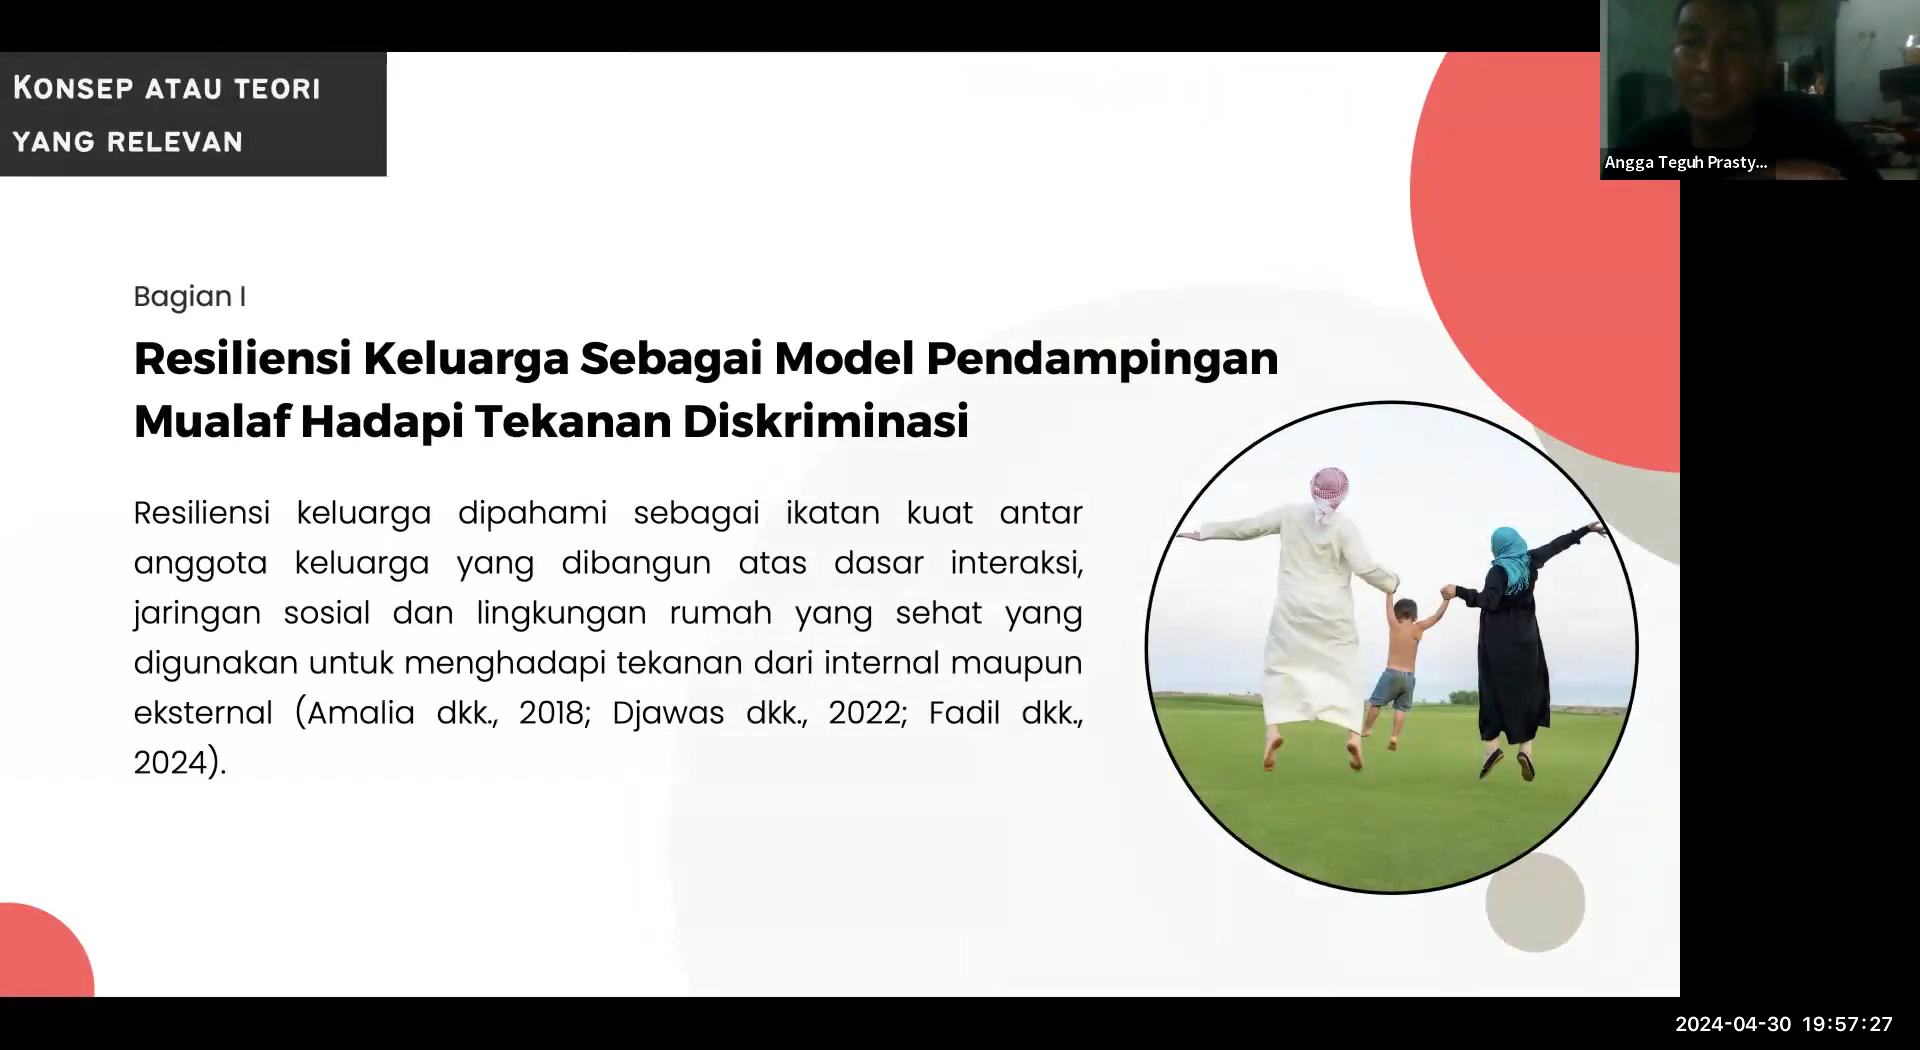 KONSEP ATAU TEORI
YANG RELEVAN
Angga Teguh Prasty...
Bagian I
Resiliensi Keluarga Sebagai Model Pendampingan
Mualaf Hadapi Tekanan Diskriminasi
Resiliensi keluarga dipahami sebagai ikatan kuat antar
anggota keluarga yang dibangun atas dasar interaksi,
jaringan sosial dan lingkungan rumah yang sehat yang
digunakan untuk menghadapi tekanan dari internal maupun
eksternal (Amalia dkk., 2018; Djawas dkk., 2022; Fadil dkk.,
2024).
2024-04-30 19:57:27